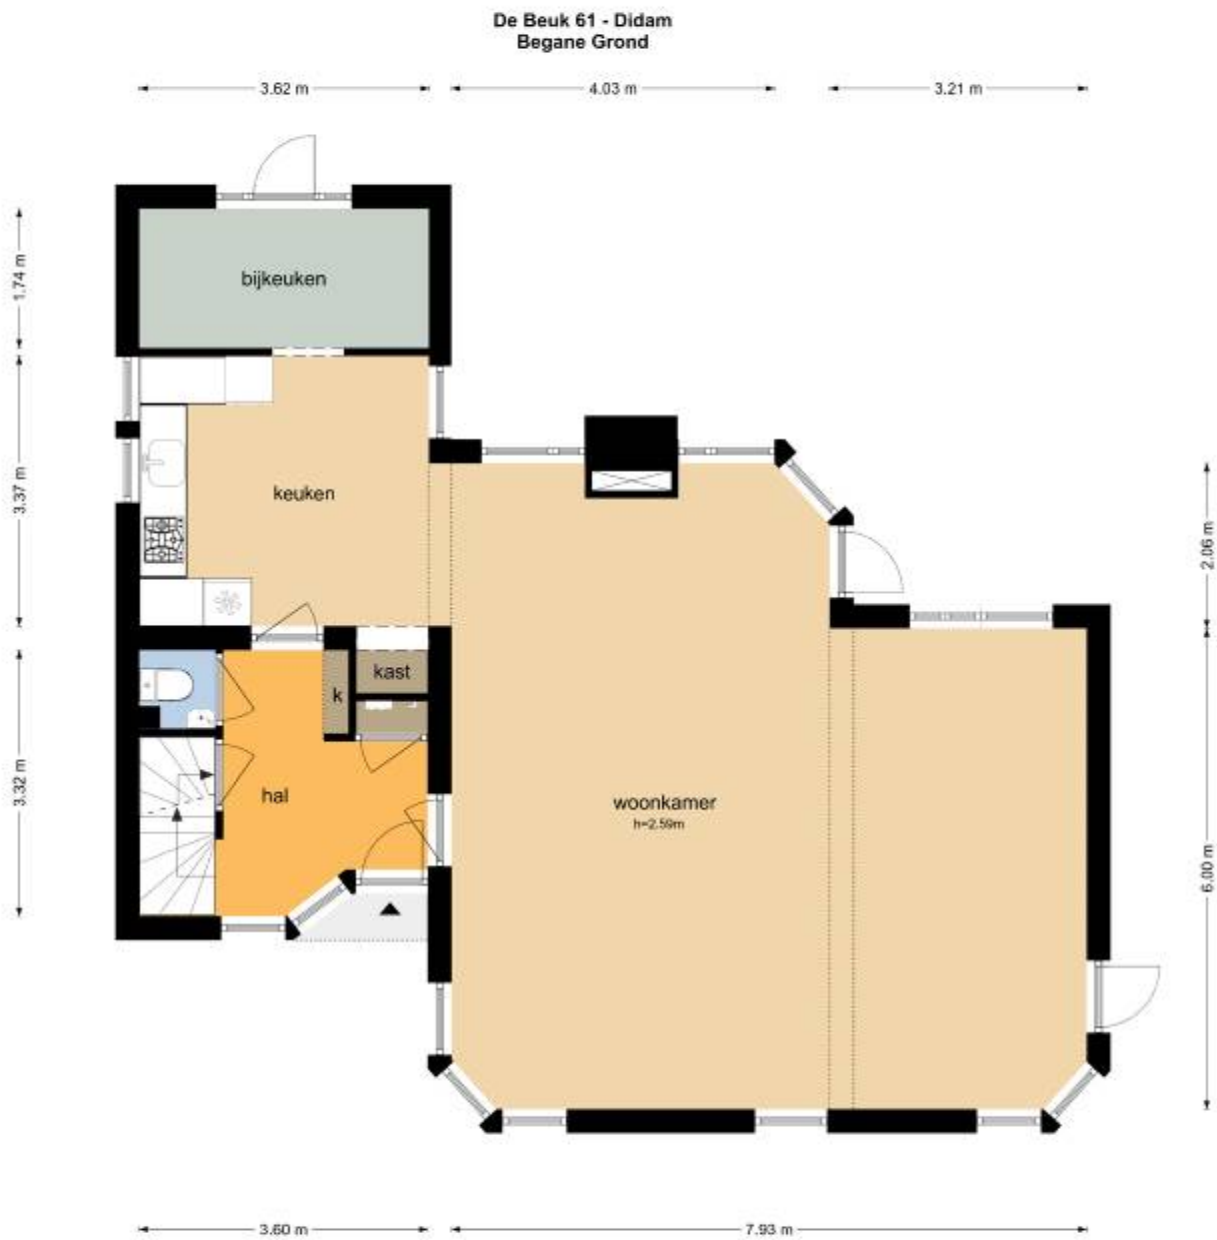 De Beuk 61 - Didam
Begane Grond
3.62 m
4.03 m
3.21 m
1.74 m
bijkeuken
3.37 m
keuken
2.06 m
kast
k
3.32 m
hal
woonkamer
h=2.59m
6.00 m
3.60 m
7.93 m